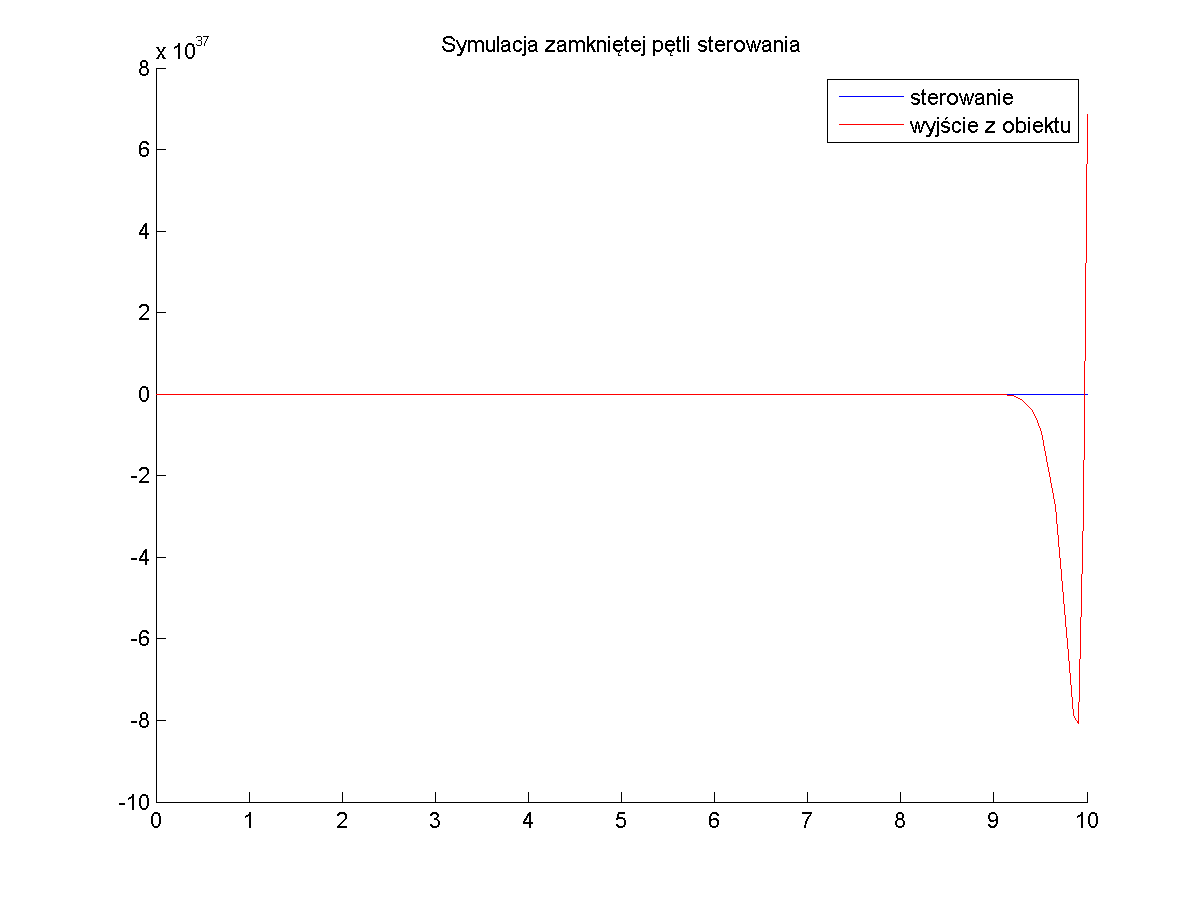 Symulacja zamkniętej pętli sterowania
x 10^37
sterowanie
wyjście z obiektu
8
6
4
2
0
-2
-4
-6
-8
-10
0 1 2 3 4 5 6 7 8 9 10